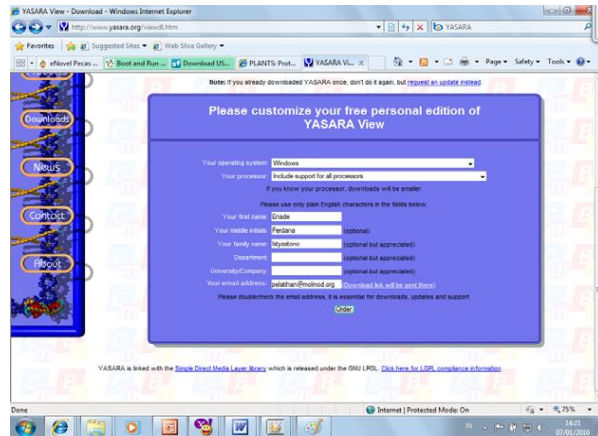 YASARA View - Download - Windows Internet Explorer
http://www.yasara.org/viewdl.htm
YASARA
Favorites Suggested Sites Web Slice Gallery
eNovel Pecas ... Boot and Run ... Download US... PLANTS: Prot... YASARA Vi... Page Safety Tools
Note: If you already downloaded YASARA once, don't do it again, but request an update instead.
Please customize your free personal edition of
YASARA View
Your operating system: Windows
Your processor: Include support for all processors
If you know your processor, downloads will be smaller
Please use only plain English characters in the fields below.
Your first name: Enade
Your middle initials: Perdana (optional)
Your family name: Istyastono (optional but appreciated)
Department: (optional but appreciated)
University/Company: (optional but appreciated)
Your email address: pelatihan@molmod.org (Download link will be sent there)
Please doublecheck the email address, it is essential for downloads, updates and support.
Order
Downloads
News
Contact
About
YASARA is linked with the Simple Direct Media Layer library which is released under the GNU LPGL. Click here for LGPL compliance information.
Done Internet | Protected Mode: On 75%
IN 14:21
07/01/2010